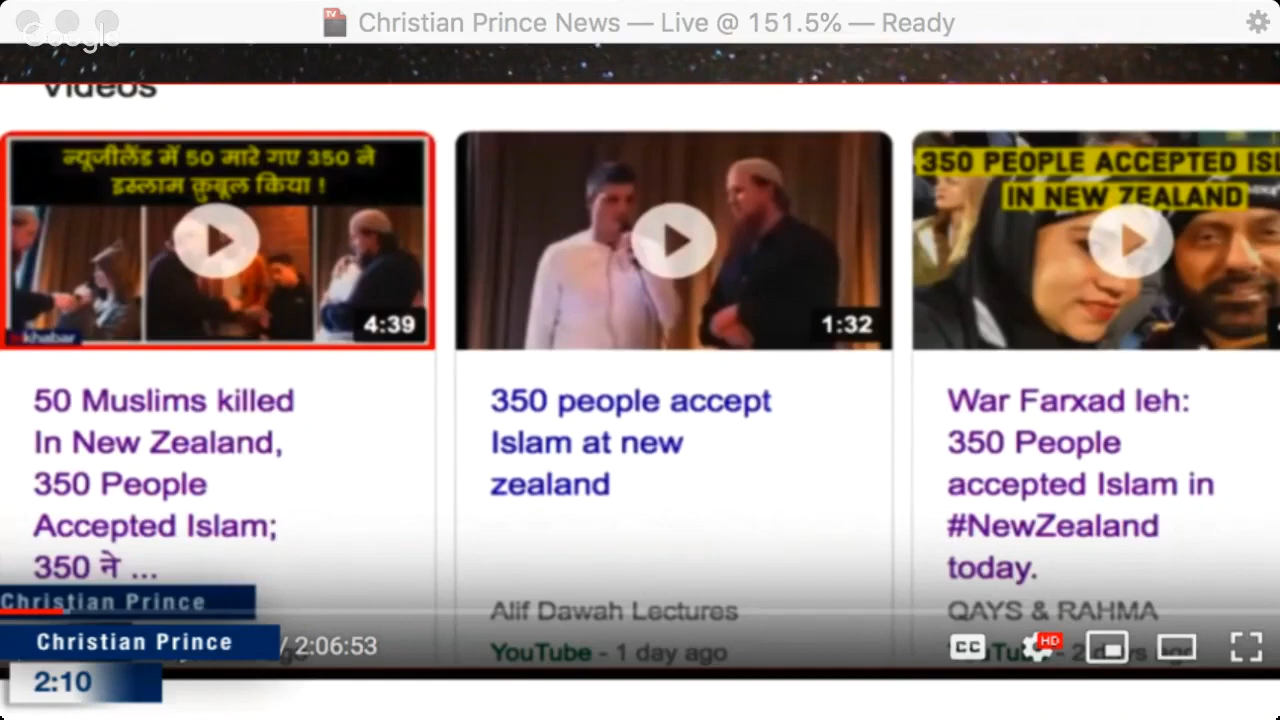 Christian Prince News — Live @ 151.5% — Ready
Google
Videos
न्यूजीलैंड में 50 मारे गए 350 ने
इस्लाम क़ुबूल किया !
4:39
1:32
350 PEOPLE ACCEPTED ISL
IN NEW ZEALAND
50 Muslims killed
In New Zealand,
350 People
Accepted Islam;
350 ने ...
350 people accept
Islam at new
zealand
Alif Dawah Lectures
YouTube - 1 day ago
War Farxad leh:
350 People
accepted Islam in
#NewZealand
today.
QAYS & RAHMA
Christian Prince
Christian Prince
/ 2:06:53
CC
HD
2:10